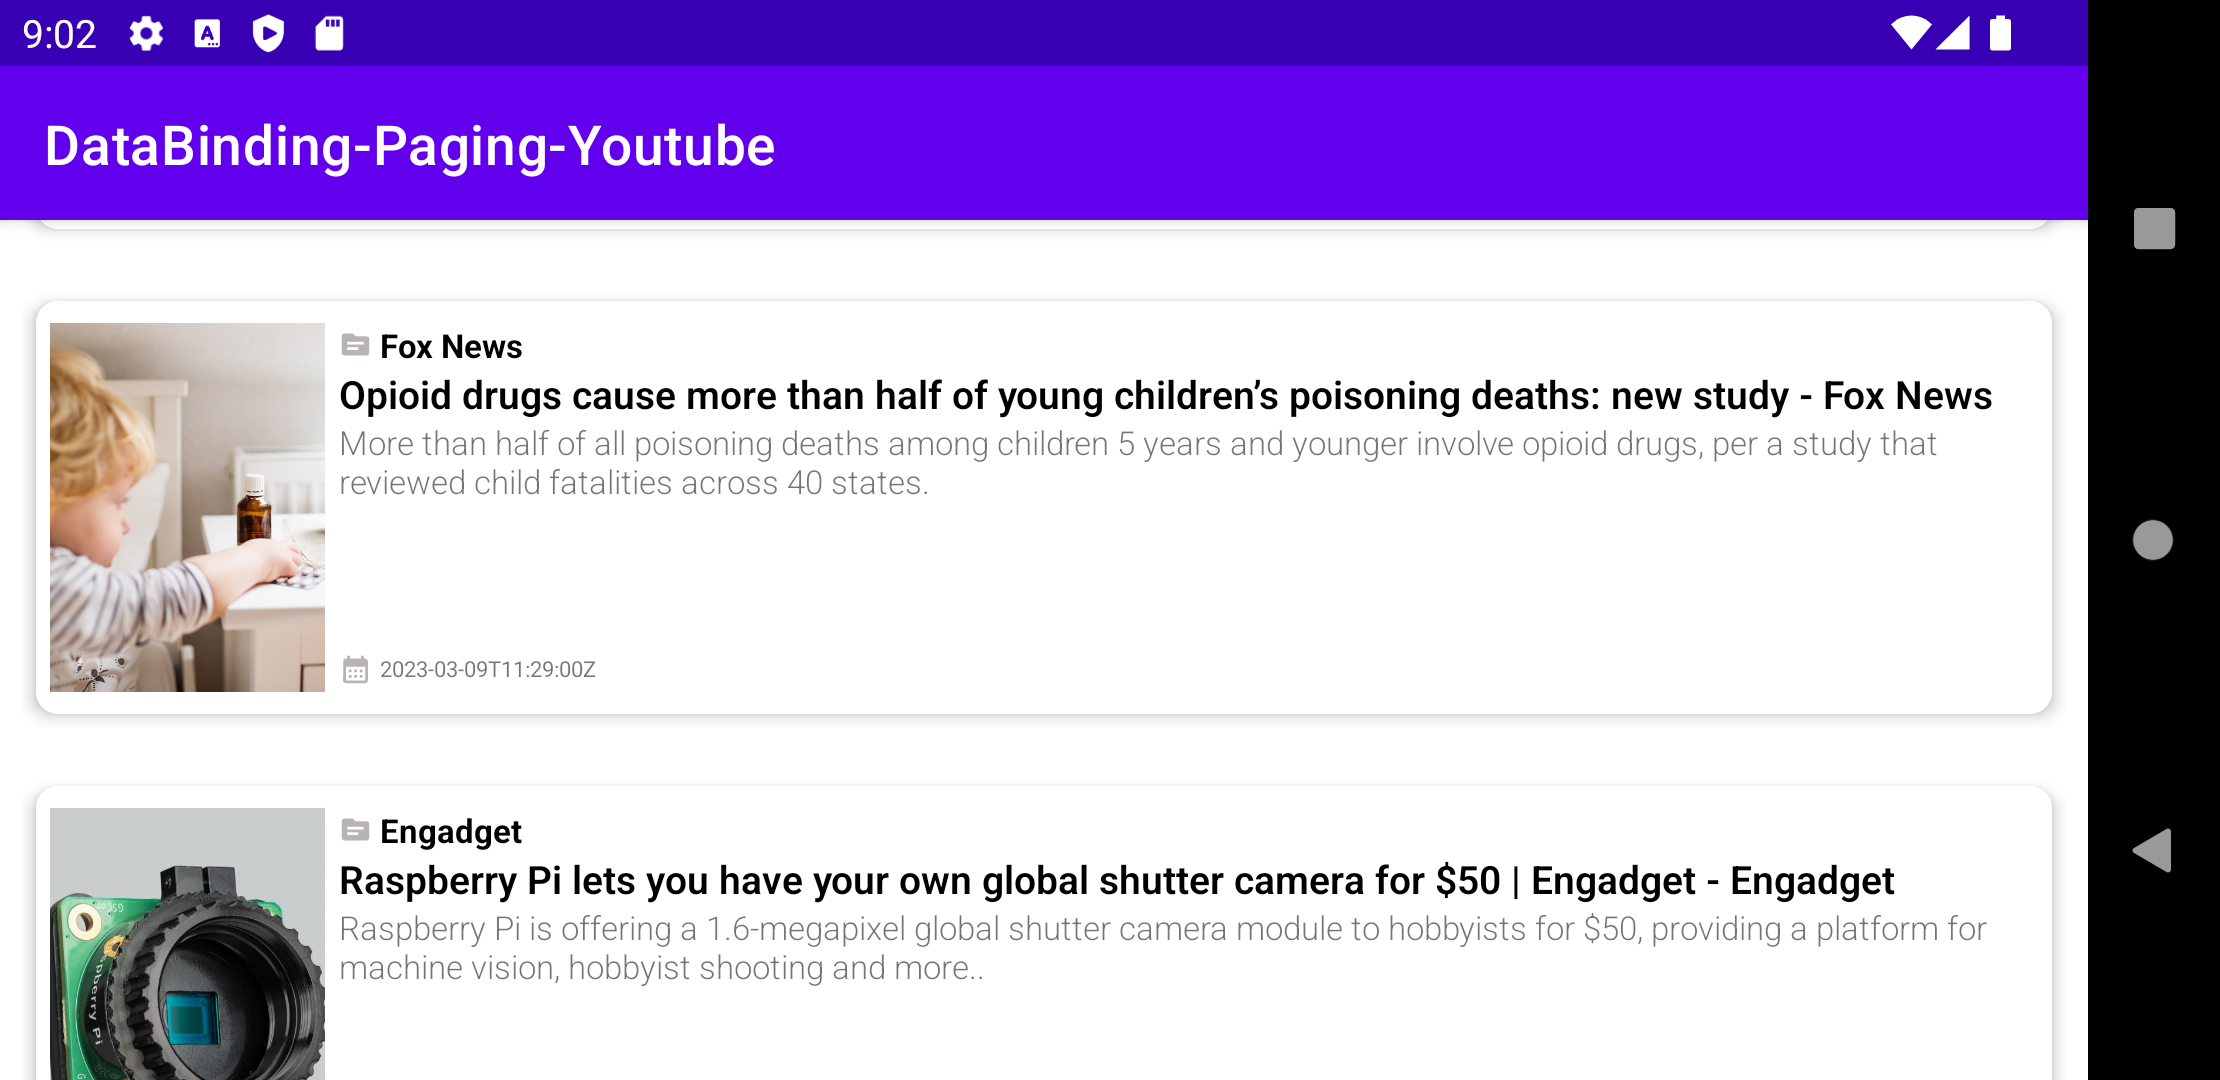 9:02
DataBinding-Paging-Youtube
Fox News
Opioid drugs cause more than half of young children’s poisoning deaths: new study - Fox News
More than half of all poisoning deaths among children 5 years and younger involve opioid drugs, per a study that
reviewed child fatalities across 40 states.
2023-03-09T11:29:00Z
Engadget
Raspberry Pi lets you have your own global shutter camera for $50 | Engadget - Engadget
Raspberry Pi is offering a 1.6-megapixel global shutter camera module to hobbyists for $50, providing a platform for
machine vision, hobbyist shooting and more..